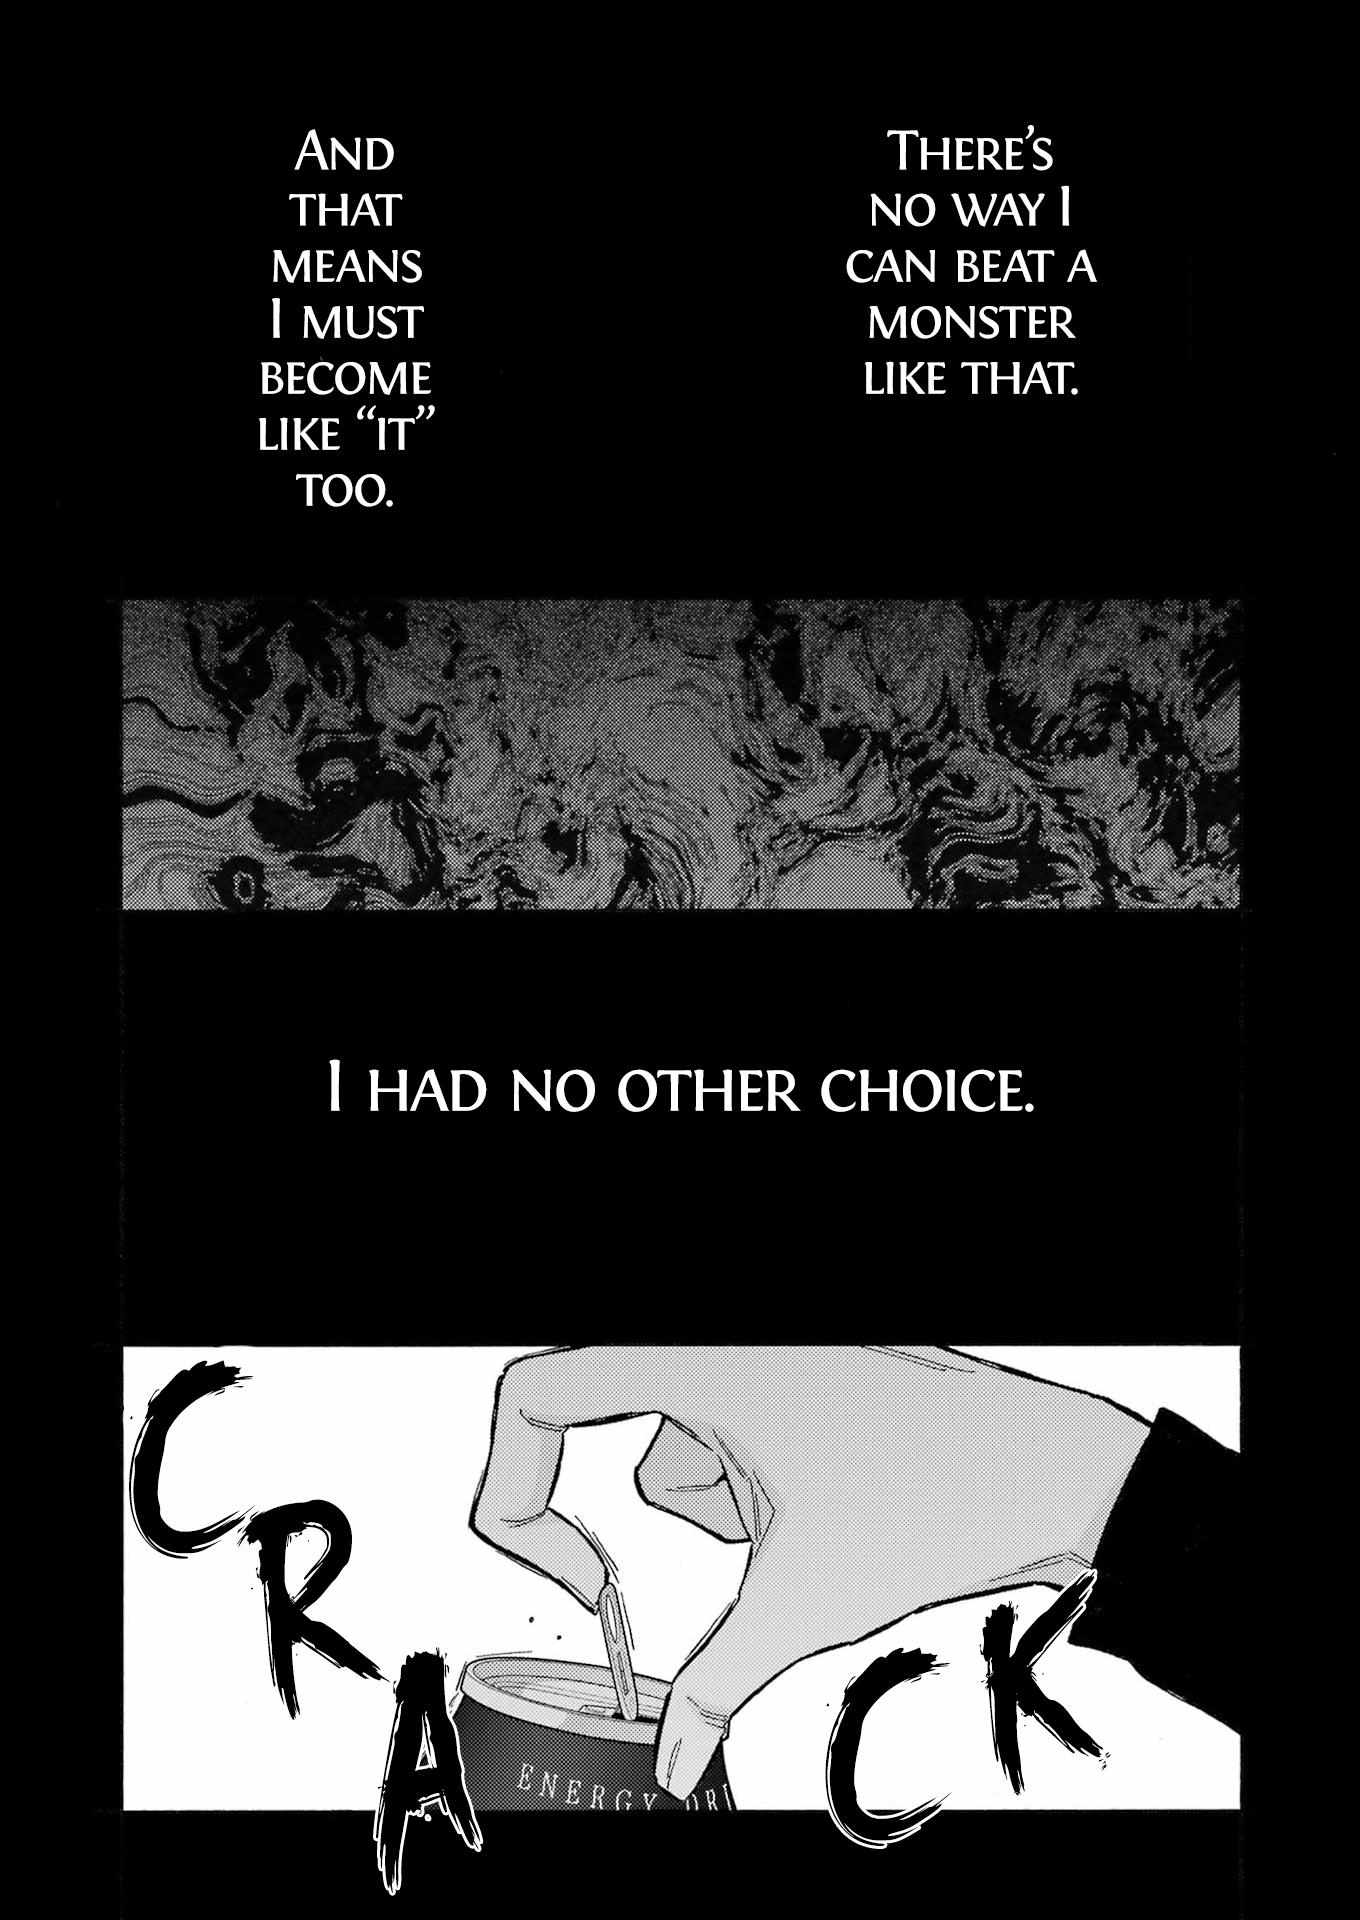 THERE'S
NO WAY I
CAN BEAT A
MONSTER
LIKE THAT.
AND
THAT
MEANS
I MUST
BECOME
LIKE “IT”
TOO.
I HAD NO OTHER CHOICE.
CRACK
ENERGY DRI